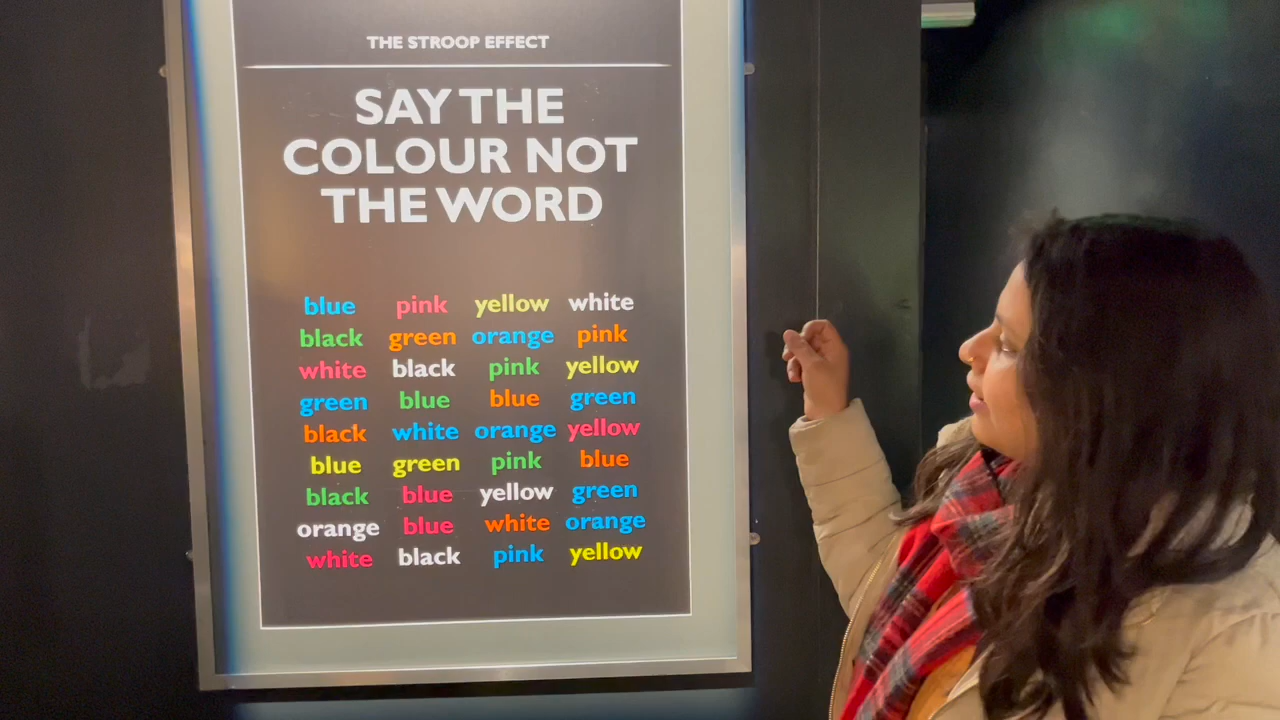 THE STROOP EFFECT
SAY THE
COLOUR NOT
THE WORD
blue pink yellow white
black green orange pink
white black pink yellow
green blue blue green
black white orange yellow
blue green pink blue
black blue yellow green
orange blue white orange
white black pink yellow